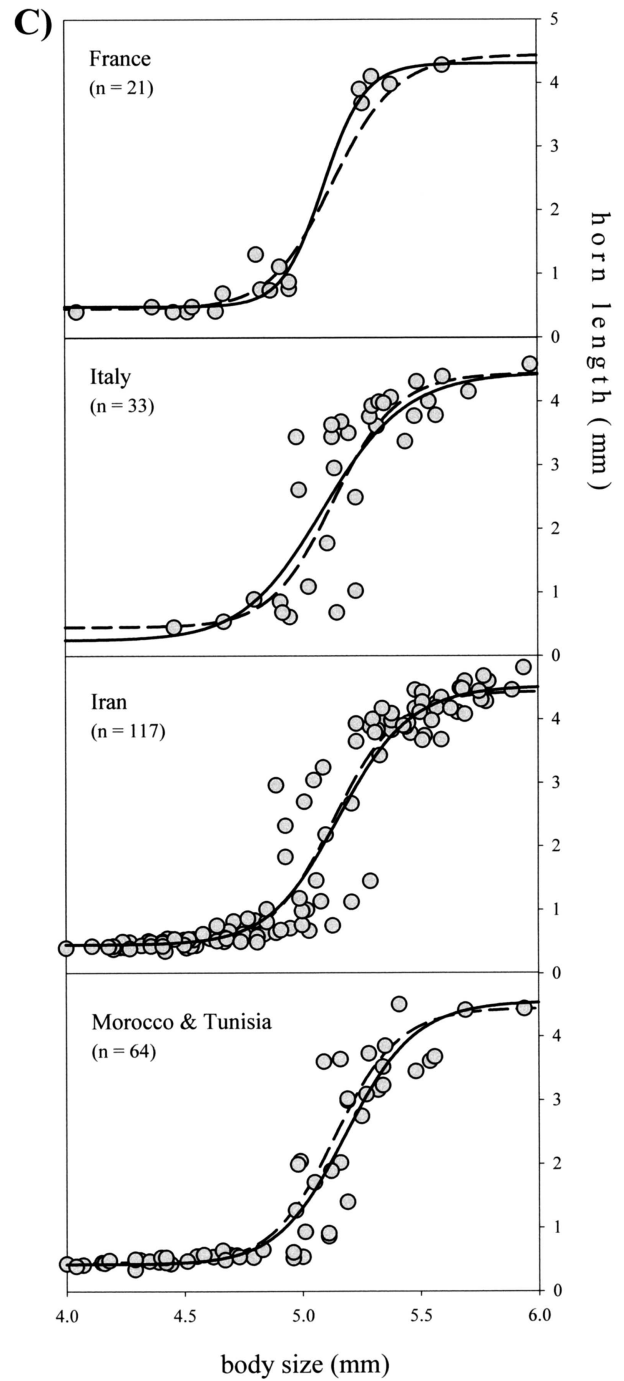 C)
France
(n = 21)
5
4
3
2
1
0
Italy
(n = 33)
4
3
2
1
0
Iran
(n = 117)
4
3
2
1
0
Morocco & Tunisia
(n = 64)
4
3
2
1
0
horn length (mm)
4.0 4.5 5.0 5.5 6.0
body size (mm)